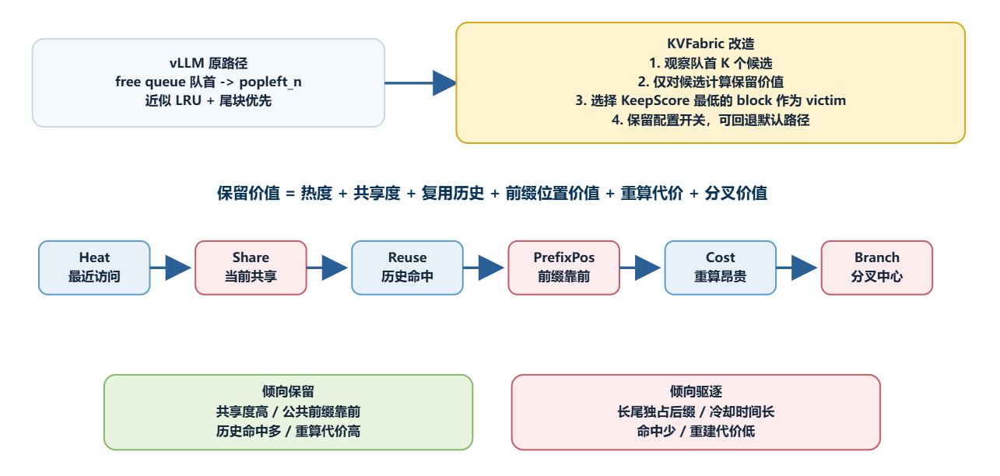 vLLM 原路径
free queue 队首 -> popleft_n
近似 LRU + 尾块优先
KVFabric 改造
1. 观察队首 K 个候选
2. 仅对候选计算保留价值
3. 选择 KeepScore 最低的 block 作为 victim
4. 保留配置开关，可回退默认路径
保留价值 = 热度 + 共享度 + 复用历史 + 前缀位置价值 + 重算代价 + 分叉价值
Heat
最近访问
Share
当前共享
Reuse
历史命中
PrefixPos
前缀靠前
Cost
重算昂贵
Branch
分叉中心
倾向保留
共享度高 / 公共前缀靠前
历史命中多 / 重算代价高
倾向驱逐
长尾独占后缀 / 冷却时间长
命中少 / 重建代价低